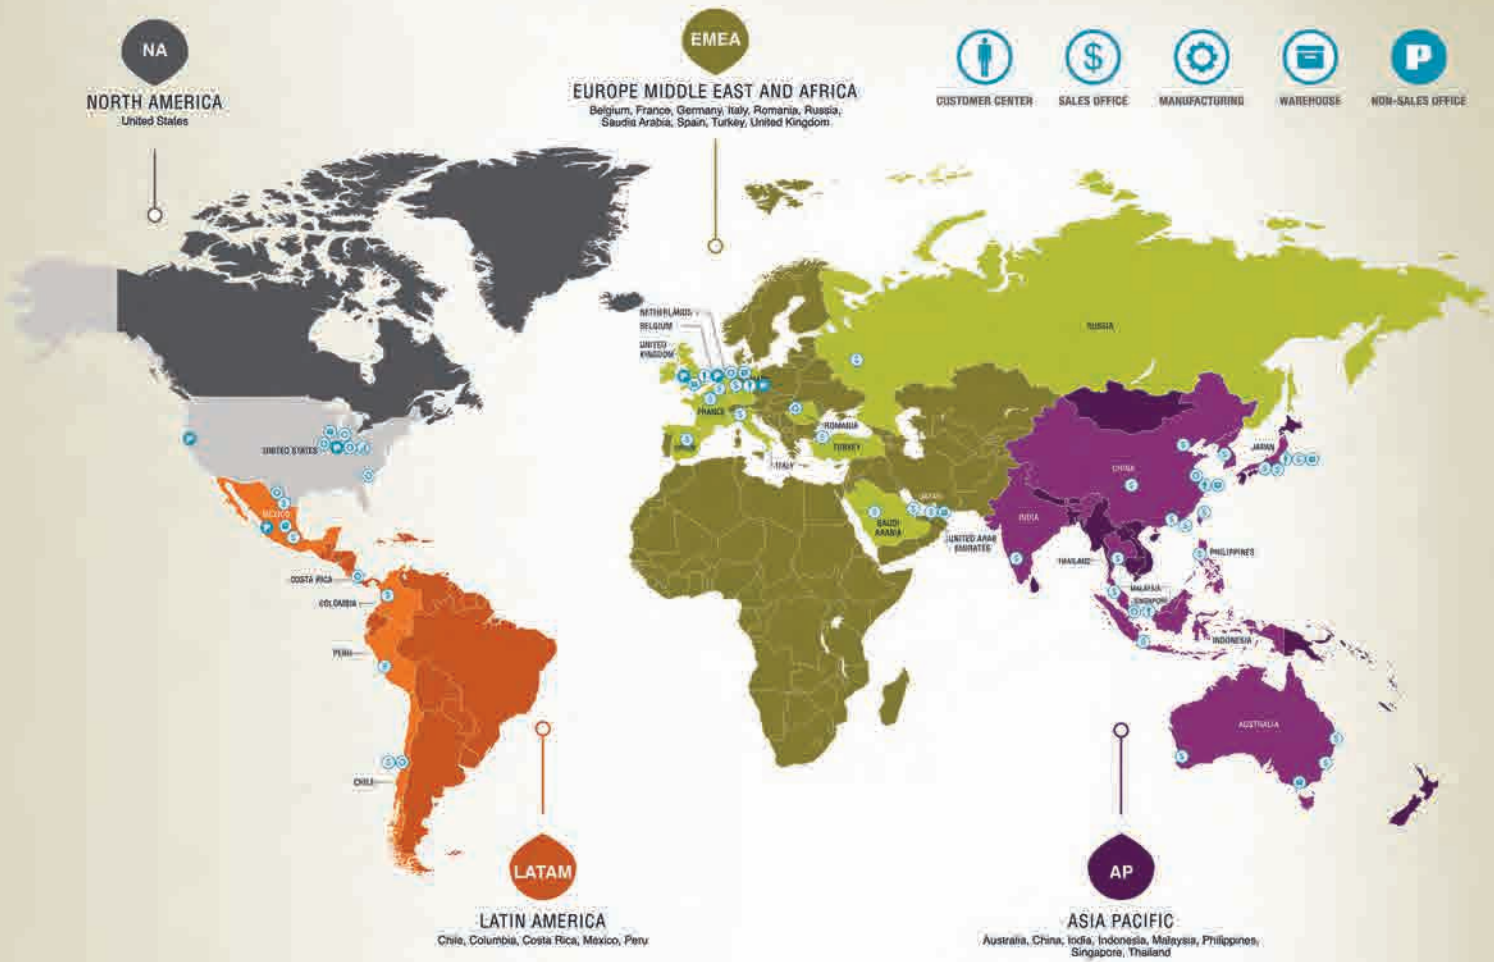 NA
NORTH AMERICA
United States
EMEA
EUROPE MIDDLE EAST AND AFRICA
Belgium, France, Germany, Italy, Romania, Russia,
Saudia Arabia, Spain, Turkey, United Kingdom
CUSTOMER CENTER
SALES OFFICE
MANUFACTURING
WAREHOUSE
P
NON-SALES OFFICE
NETHERLANDS
BELGIUM
UNITED
KINGDOM
RUSSIA
FRANCE
ROMANIA
TURKEY
SPAIN
ITALY
UNITED STATES
MEXICO
COSTA RICA
COLOMBIA
PERU
CHILE
SAUDI
ARABIA
UNITED ARAB
EMIRATES
CHINA
JAPAN
INDIA
THAILAND
PHILIPPINES
MALAYSIA
SINGAPORE
INDONESIA
AUSTRALIA
LATAM
LATIN AMERICA
Chile, Columbia, Costa Rica, Mexico, Peru
AP
ASIA PACIFIC
Australia, China, India, Indonesia, Malaysia, Philippines,
Singapore, Thailand